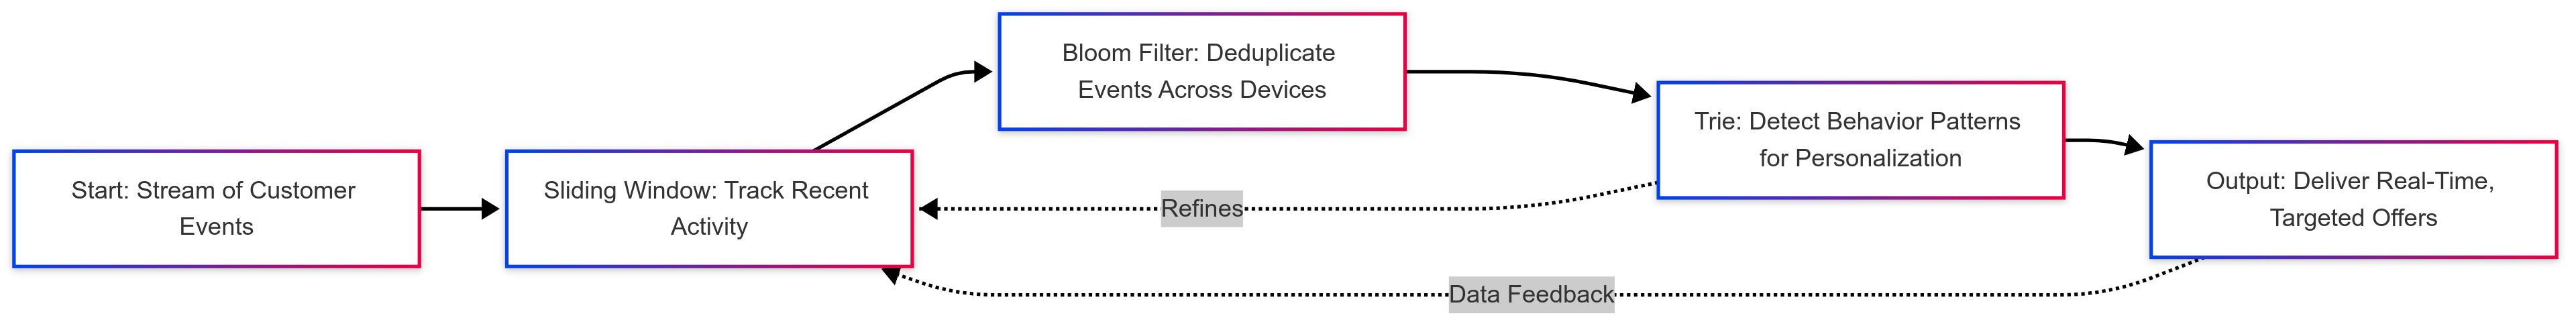 Start: Stream of Customer
Events
Sliding Window: Track Recent
Activity
Bloom Filter: Deduplicate
Events Across Devices
Trie: Detect Behavior Patterns
for Personalization
Output: Deliver Real-Time,
Targeted Offers
Refines
Data Feedback